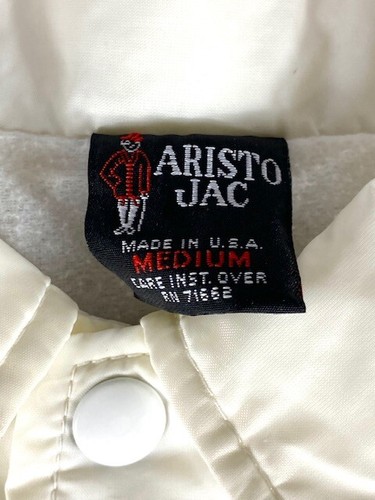 ARISTO
JAC
MADE IN U.S.A.
MEDIUM
CARE INST. OVER
RN 71662